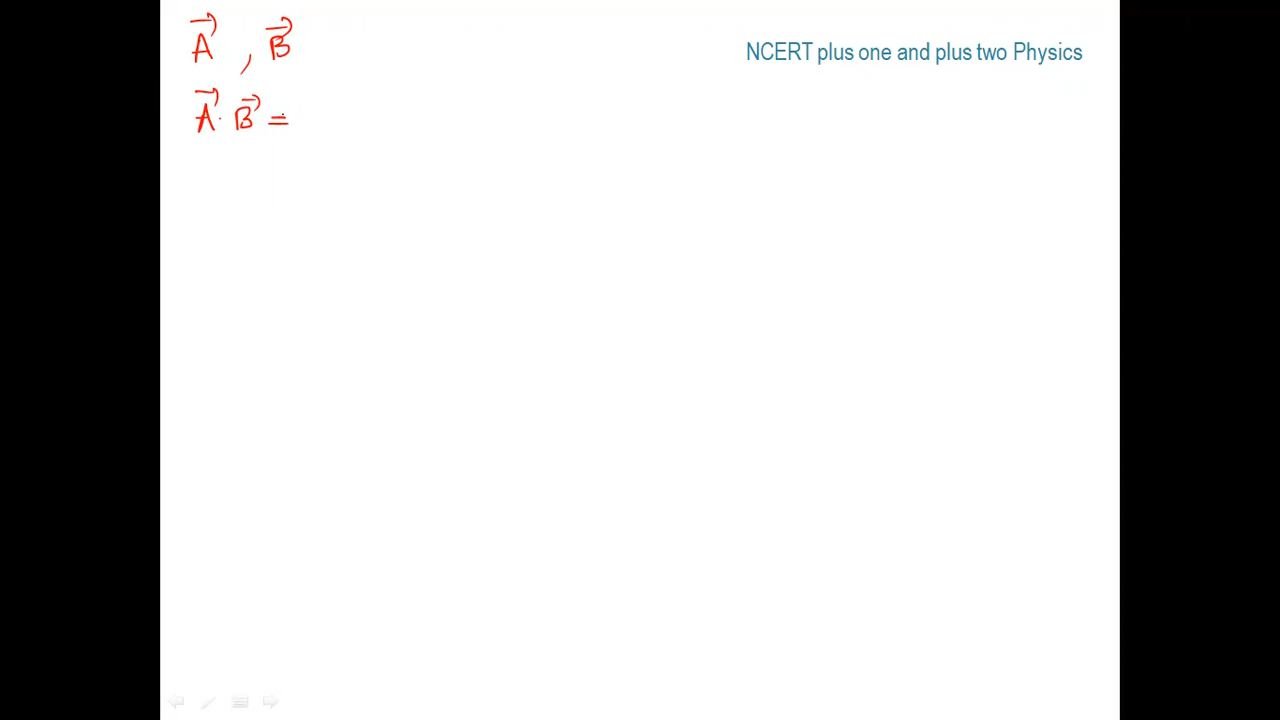 A⃗ , B⃗
NCERT plus one and plus two Physics
A⃗ · B⃗ =